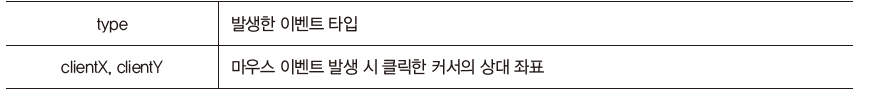 type 발생한 이벤트 타입
clientX, clientY 마우스 이벤트 발생 시 클릭한 커서의 상대 좌표